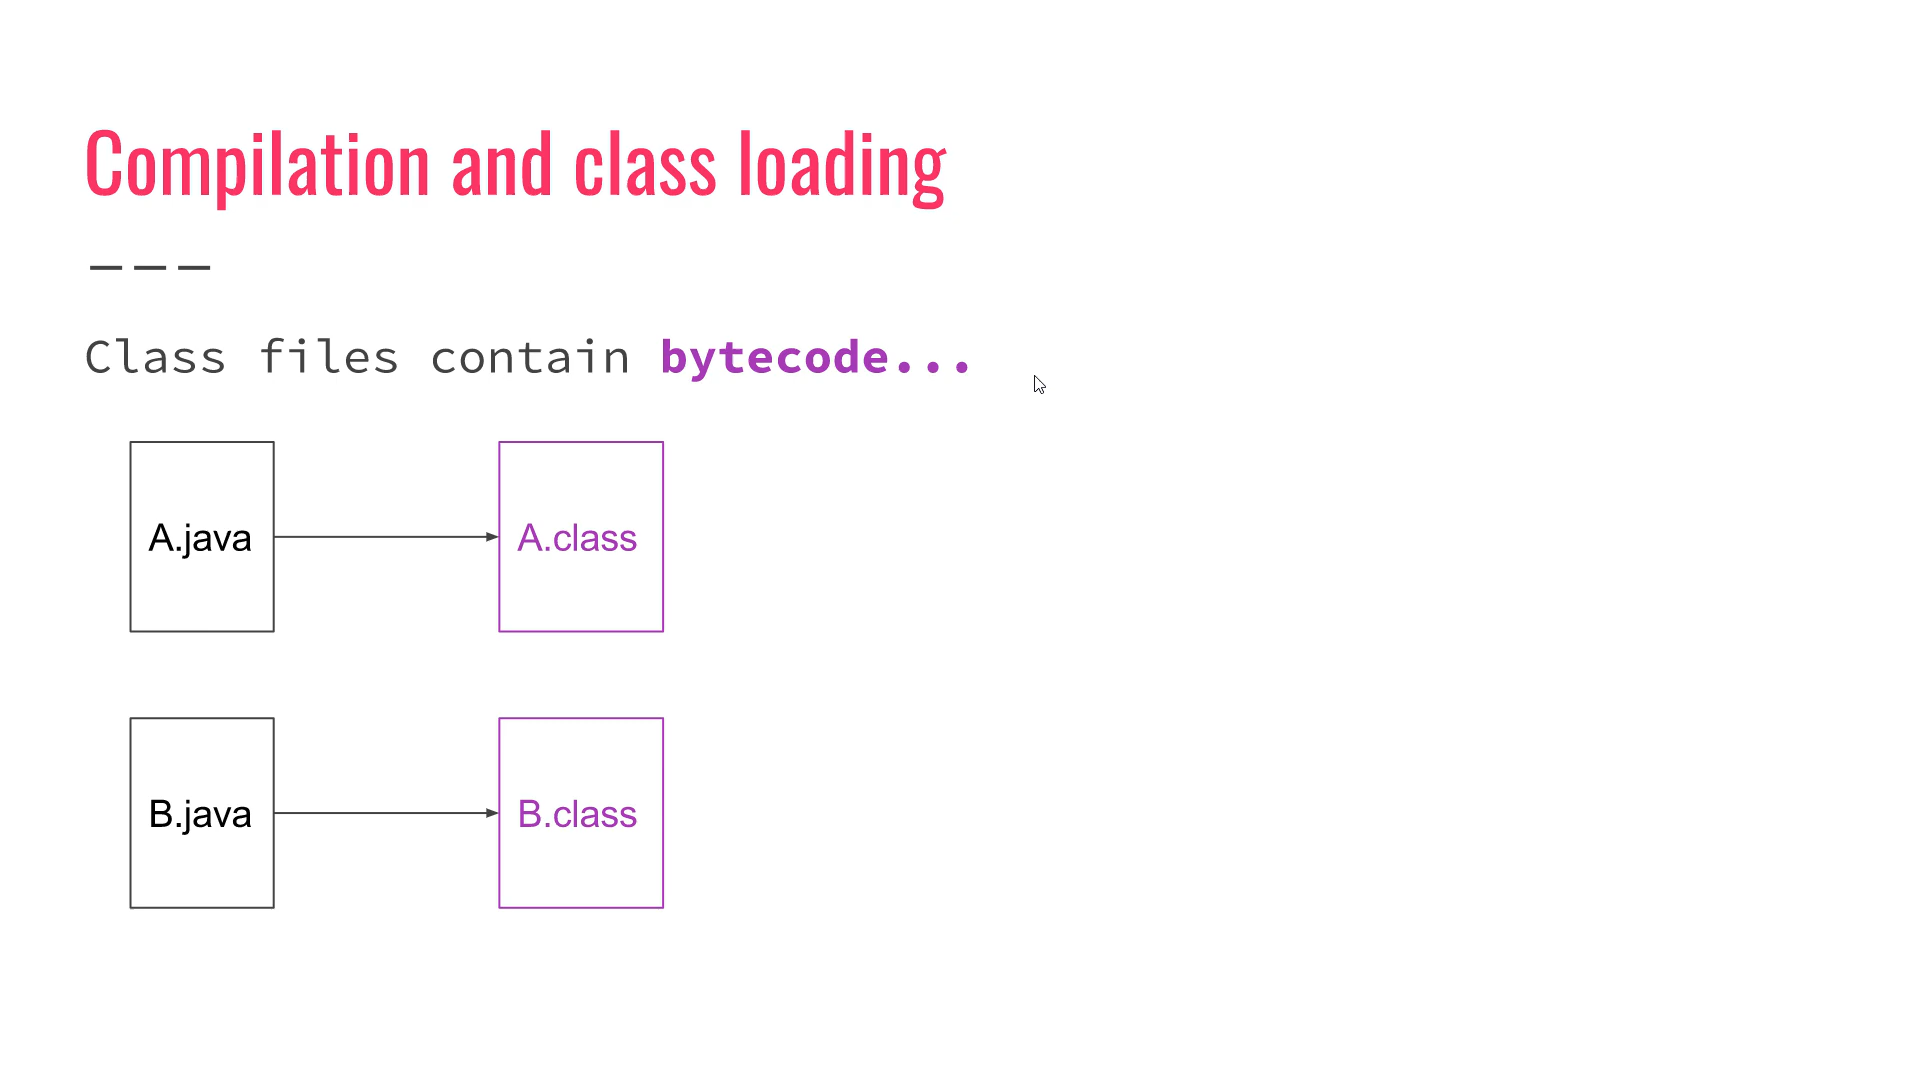 Compilation and class loading
Class files contain bytecode...
A.java
A.class
B.java
B.class